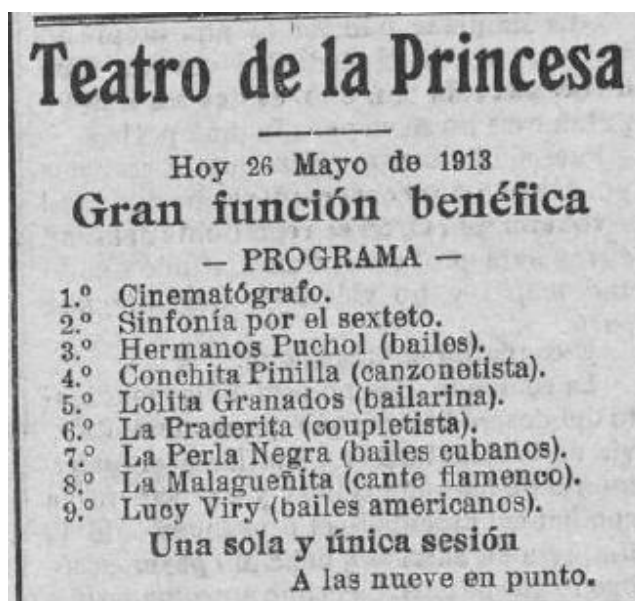 Teatro de la Princesa
Hoy 26 Mayo de 1913
Gran función benéfica
— PROGRAMA —
1.º Cinematógrafo.
2.º Sinfonía por el sexteto.
3.º Hermanos Puchol (bailes).
4.º Conchita Pinilla (canzonetista).
5.º Lolita Granados (bailarina).
6.º La Praderita (coupletista).
7.º La Perla Negra (bailes cubanos).
8.º La Malagueñita (cante flamenco).
9.º Lucy Viry (bailes americanos).
Una sola y única sesión
A las nueve en punto.